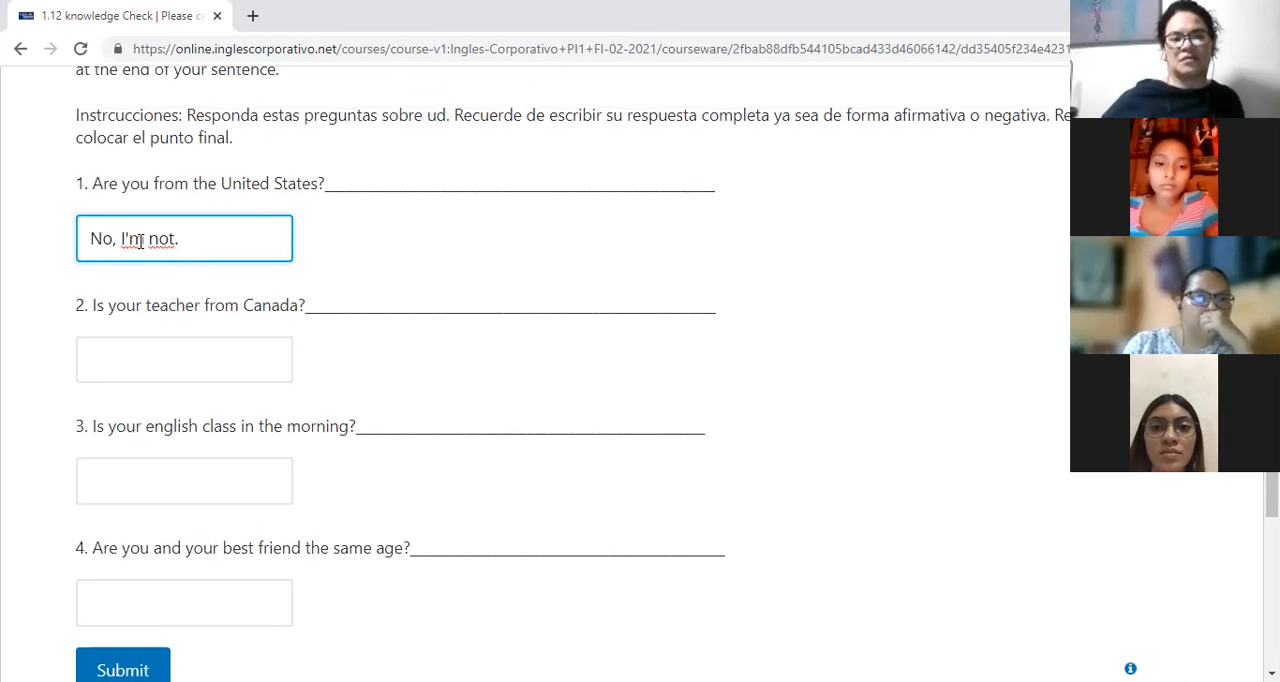 1.12 knowledge Check | Please c
https://online.inglescorporativo.net/courses/course-v1:Ingles-Corporativo+PI1+FI-02-2021/courseware/2fbab88dfb544105bcad433d46066142/dd35405f234e4231
at the end of your sentence.
Instrcucciones: Responda estas preguntas sobre ud. Recuerde de escribir su respuesta completa ya sea de forma afirmativa o negativa. Re
colocar el punto final.
1. Are you from the United States?
No, I'm not.
2. Is your teacher from Canada?
3. Is your english class in the morning?
4. Are you and your best friend the same age?
Submit